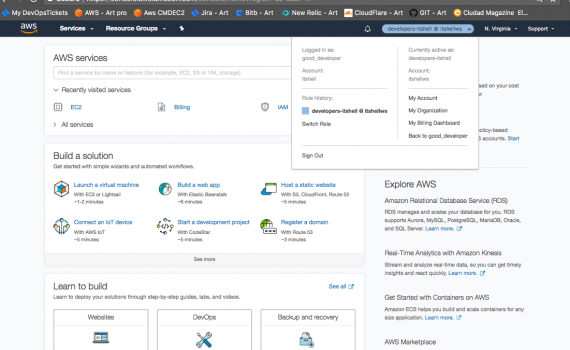 My DevOpsTickets AWS - Art pro Aws CMDEC2 Jira - Art Bitb - Art New Relic - Art CloudFlare - Art GIT - Art Ciudad Magazine El...
aws Services Resource Groups developers-itshell @ itshellws N. Virginia Support
Logged in as:
good_developer
Account:
itshell
Currently active as:
developers-itshell
Account:
itshellws
Role History:
developers-itshell @ itshellws
Switch Role
My Account
My Organization
My Billing Dashboard
Back to good_developer
Sign Out
AWS services
Find a service by name or feature (for example, EC2, S3 or VM, storage).
Recently visited services
EC2 Billing IAM
All services
Build a solution
Get started with simple wizards and automated workflows.
Launch a virtual machine
With EC2 or Lightsail
~1-2 minutes
Build a web app
With Elastic Beanstalk
~6 minutes
Host a static website
With S3, CloudFront, Route 53
~5 minutes
Connect an IoT device
With AWS IoT
~5 minutes
Start a development project
With CodeStar
~5 minutes
Register a domain
With Route 53
~3 minutes
See more
Learn to build
See all
Learn to deploy your solutions through step-by-step guides, labs, and videos.
Websites DevOps Backup and recovery
based on your cost
policy-based
accounts. Start
Explore AWS
Amazon Relational Database Service (RDS)
RDS manages and scales your database for you. RDS
supports Aurora, MySQL, PostgreSQL, MariaDB, Oracle,
and SQL Server. Learn more.
Real-Time Analytics with Amazon Kinesis
Stream and analyze real-time data, so you can get timely
insights and react quickly. Learn more.
Get Started with Containers on AWS
Amazon ECS helps you build and scale containers for any
size application. Learn more.
AWS Marketplace